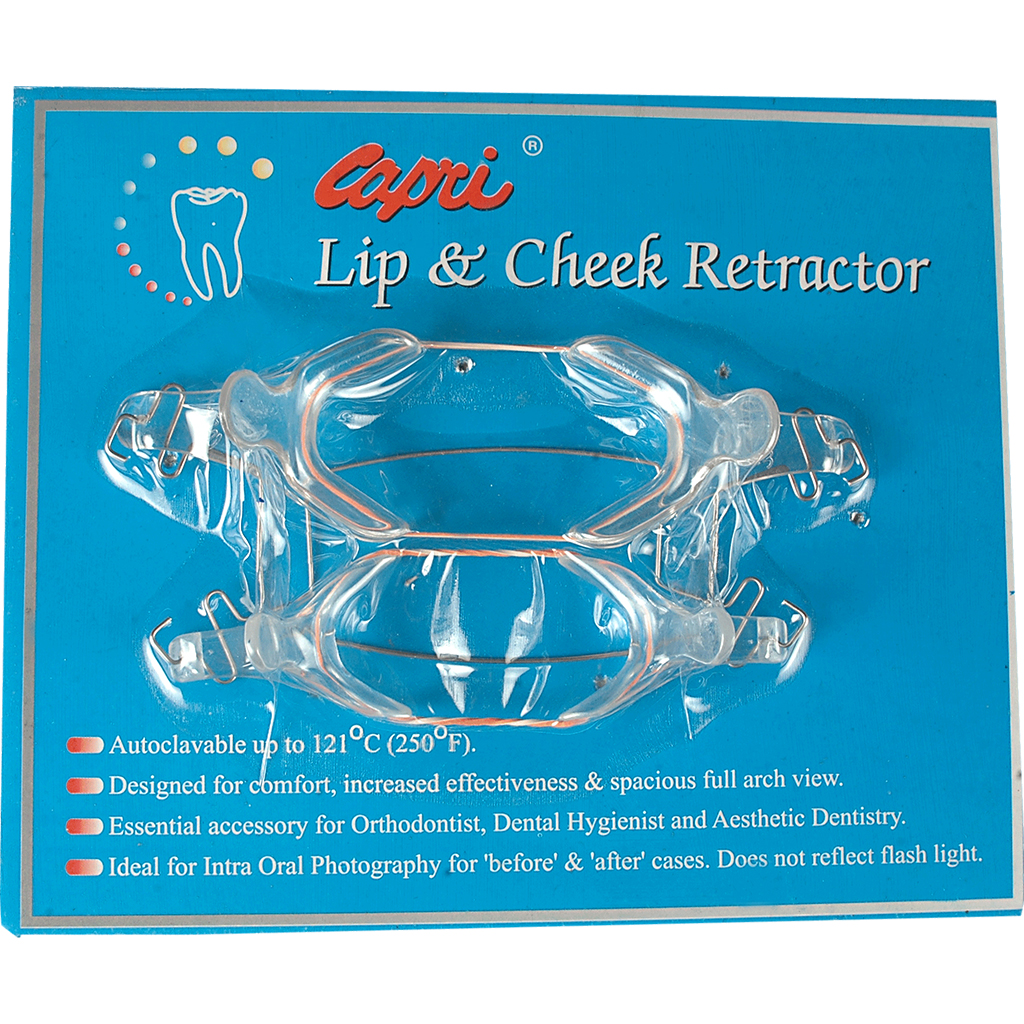 Capri ®
Lip & Cheek Retractor
Autoclavable up to 121°C (250°F).
Designed for comfort, increased effectiveness & spacious full arch view.
Essential accessory for Orthodontist, Dental Hygienist and Aesthetic Dentistry.
Ideal for Intra Oral Photography for 'before' & 'after' cases. Does not reflect flash light.